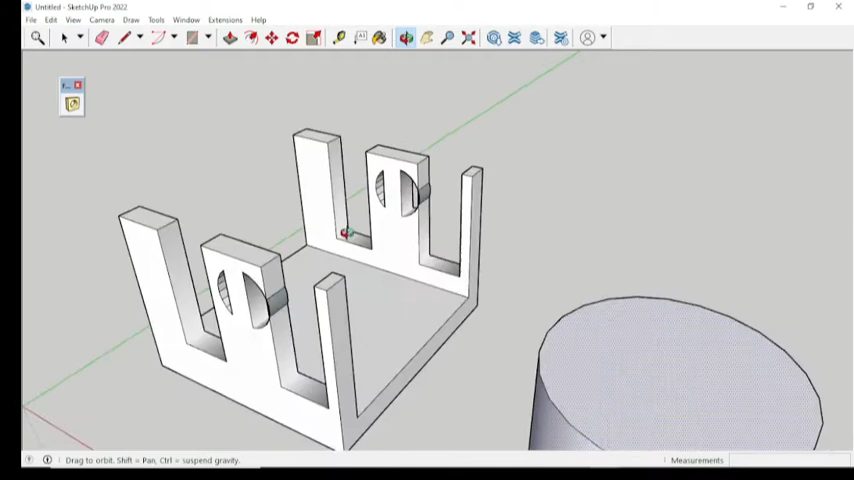 Untitled - SketchUp Pro 2022
File Edit View Camera Draw Tools Window Extensions Help
F...
Drag to orbit. Shift = Pan, Ctrl = suspend gravity.
Measurements